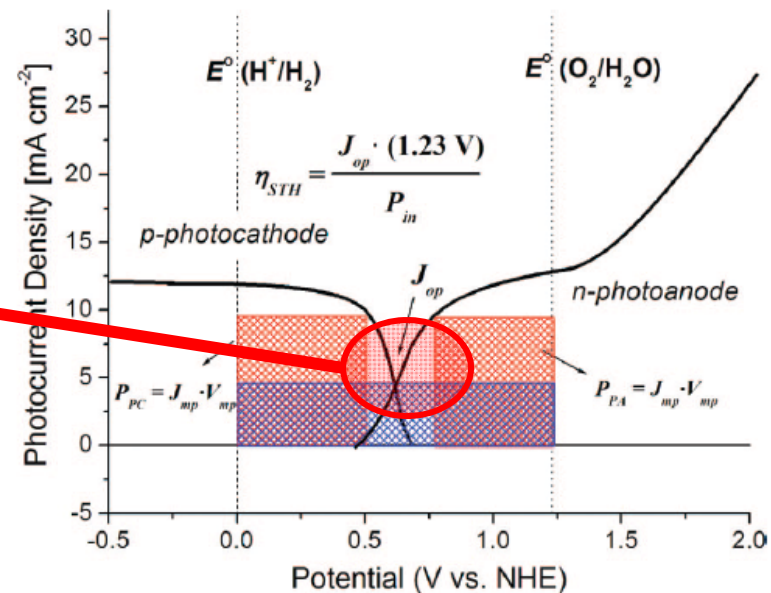 30
25
20
15
10
5
0
-5
Photocurrent Density [mA cm⁻²]
E° (H⁺/H₂)
E° (O₂/H₂O)
η_STH = J_op · (1.23 V) / P_in
p-photocathode
J_op
n-photoanode
P_PC = J_mp · V_mp
P_PA = J_mp · V_mp
-0.5 0.0 0.5 1.0 1.5 2.0
Potential (V vs. NHE)